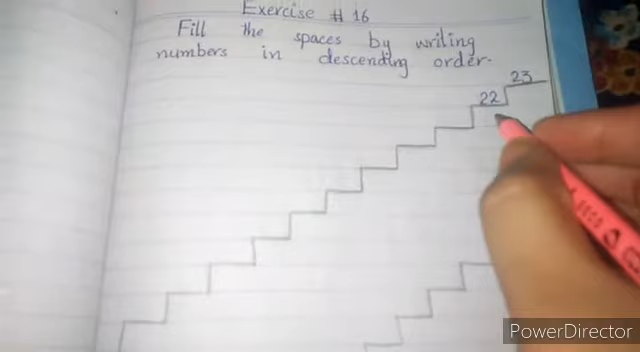 Exercise # 16
Fill the spaces by writing
numbers in descending order.
23
22
PowerDirector